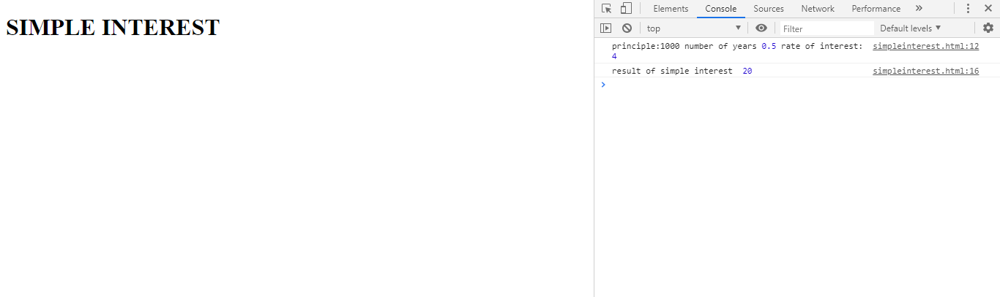 SIMPLE INTEREST
Elements Console Sources Network Performance »
top Filter Default levels
principle:1000 number of years 0.5 rate of interest: simpleinterest.html:12
4
result of simple interest 20 simpleinterest.html:16